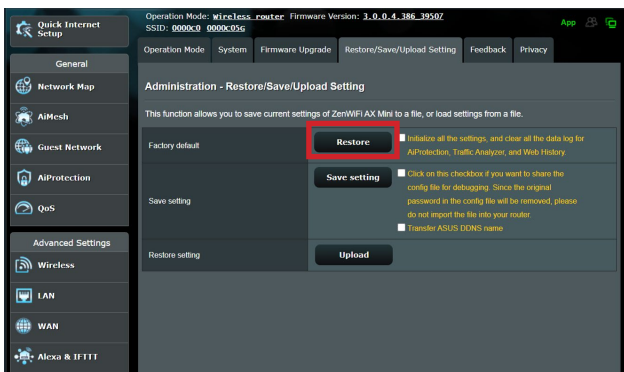 Quick Internet
Setup
Operation Mode: Wireless router Firmware Version: 3.0.0.4.386_39507
SSID: 0000c0 0000c05G
App
Operation Mode System Firmware Upgrade Restore/Save/Upload Setting Feedback Privacy
General
Network Map
AiMesh
Guest Network
AiProtection
QoS
Advanced Settings
Wireless
LAN
WAN
Alexa & IFTTT
Administration - Restore/Save/Upload Setting
This function allows you to save current settings of ZenWiFi AX Mini to a file, or load settings from a file.
Factory default
Restore
Initialize all the settings, and clear all the data log for
AiProtection, Traffic Analyzer, and Web History.
Save setting
Save setting
Click on this checkbox if you want to share the
config file for debugging. Since the original
password in the config file will be removed, please
do not import the file into your router.
Transfer ASUS DDNS name
Restore setting
Upload